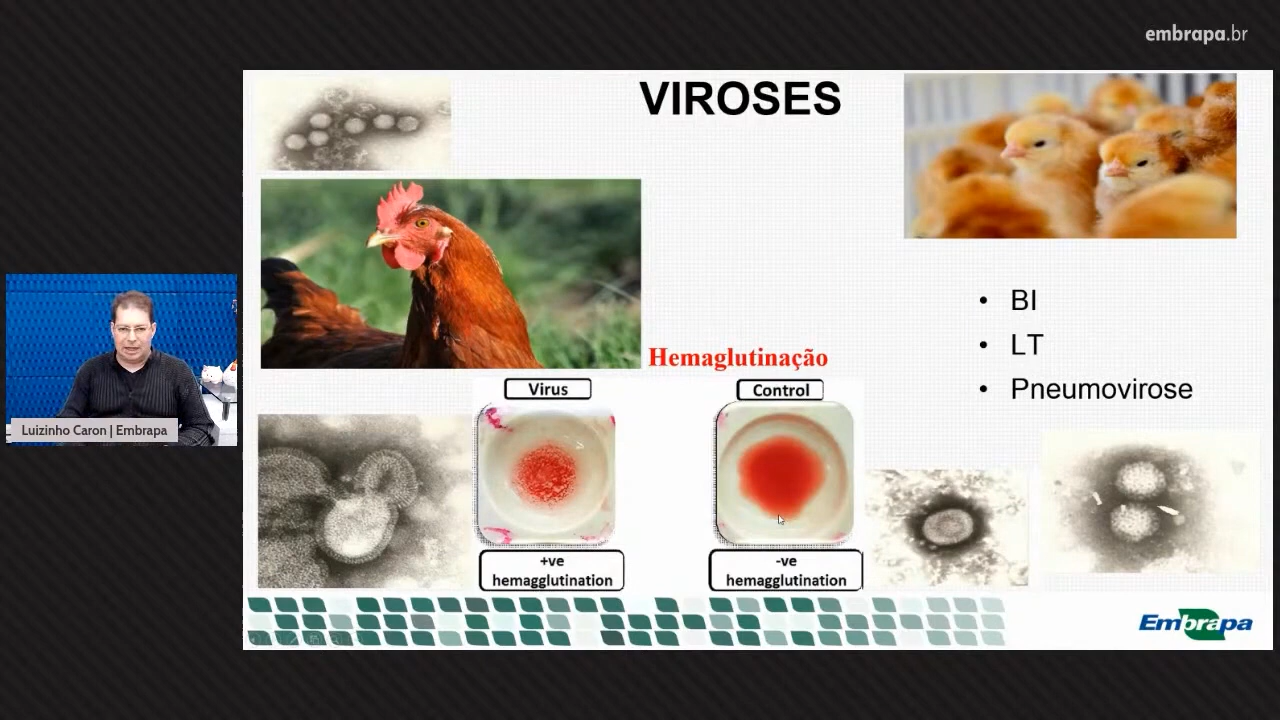 embrapa.br
VIROSES
• BI
• LT
• Pneumovirose
Hemaglutinação
Virus
Control
+ve
hemagglutination
-ve
hemagglutination
Luizinho Caron | Embrapa
Embrapa